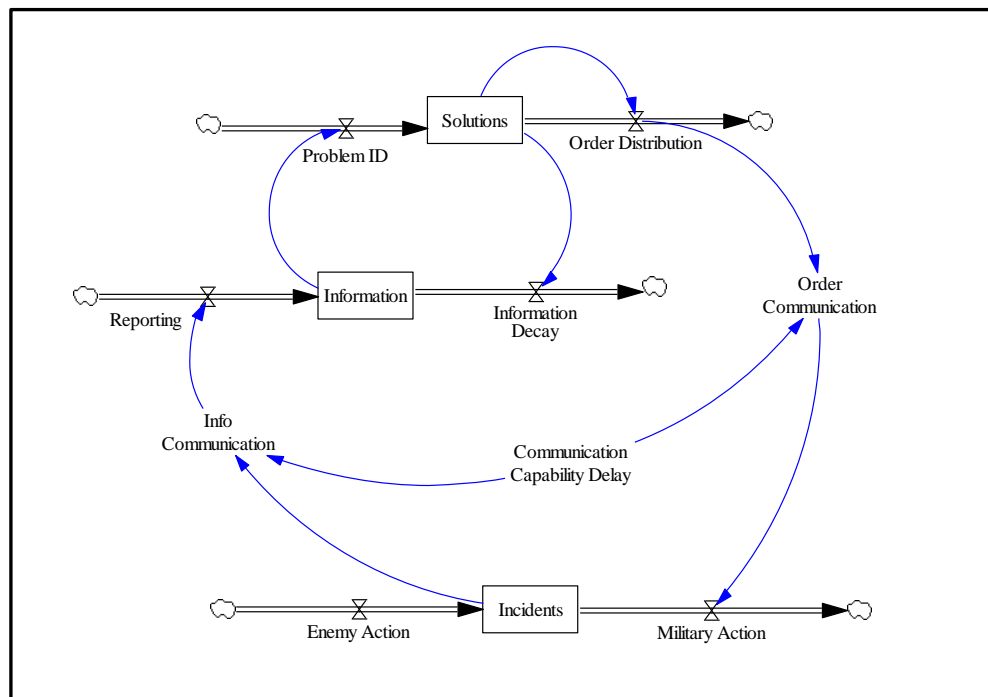 Solutions
Problem ID
Order Distribution
Information
Reporting
Information
Decay
Order
Communication
Info
Communication
Communication
Capability Delay
Incidents
Enemy Action
Military Action